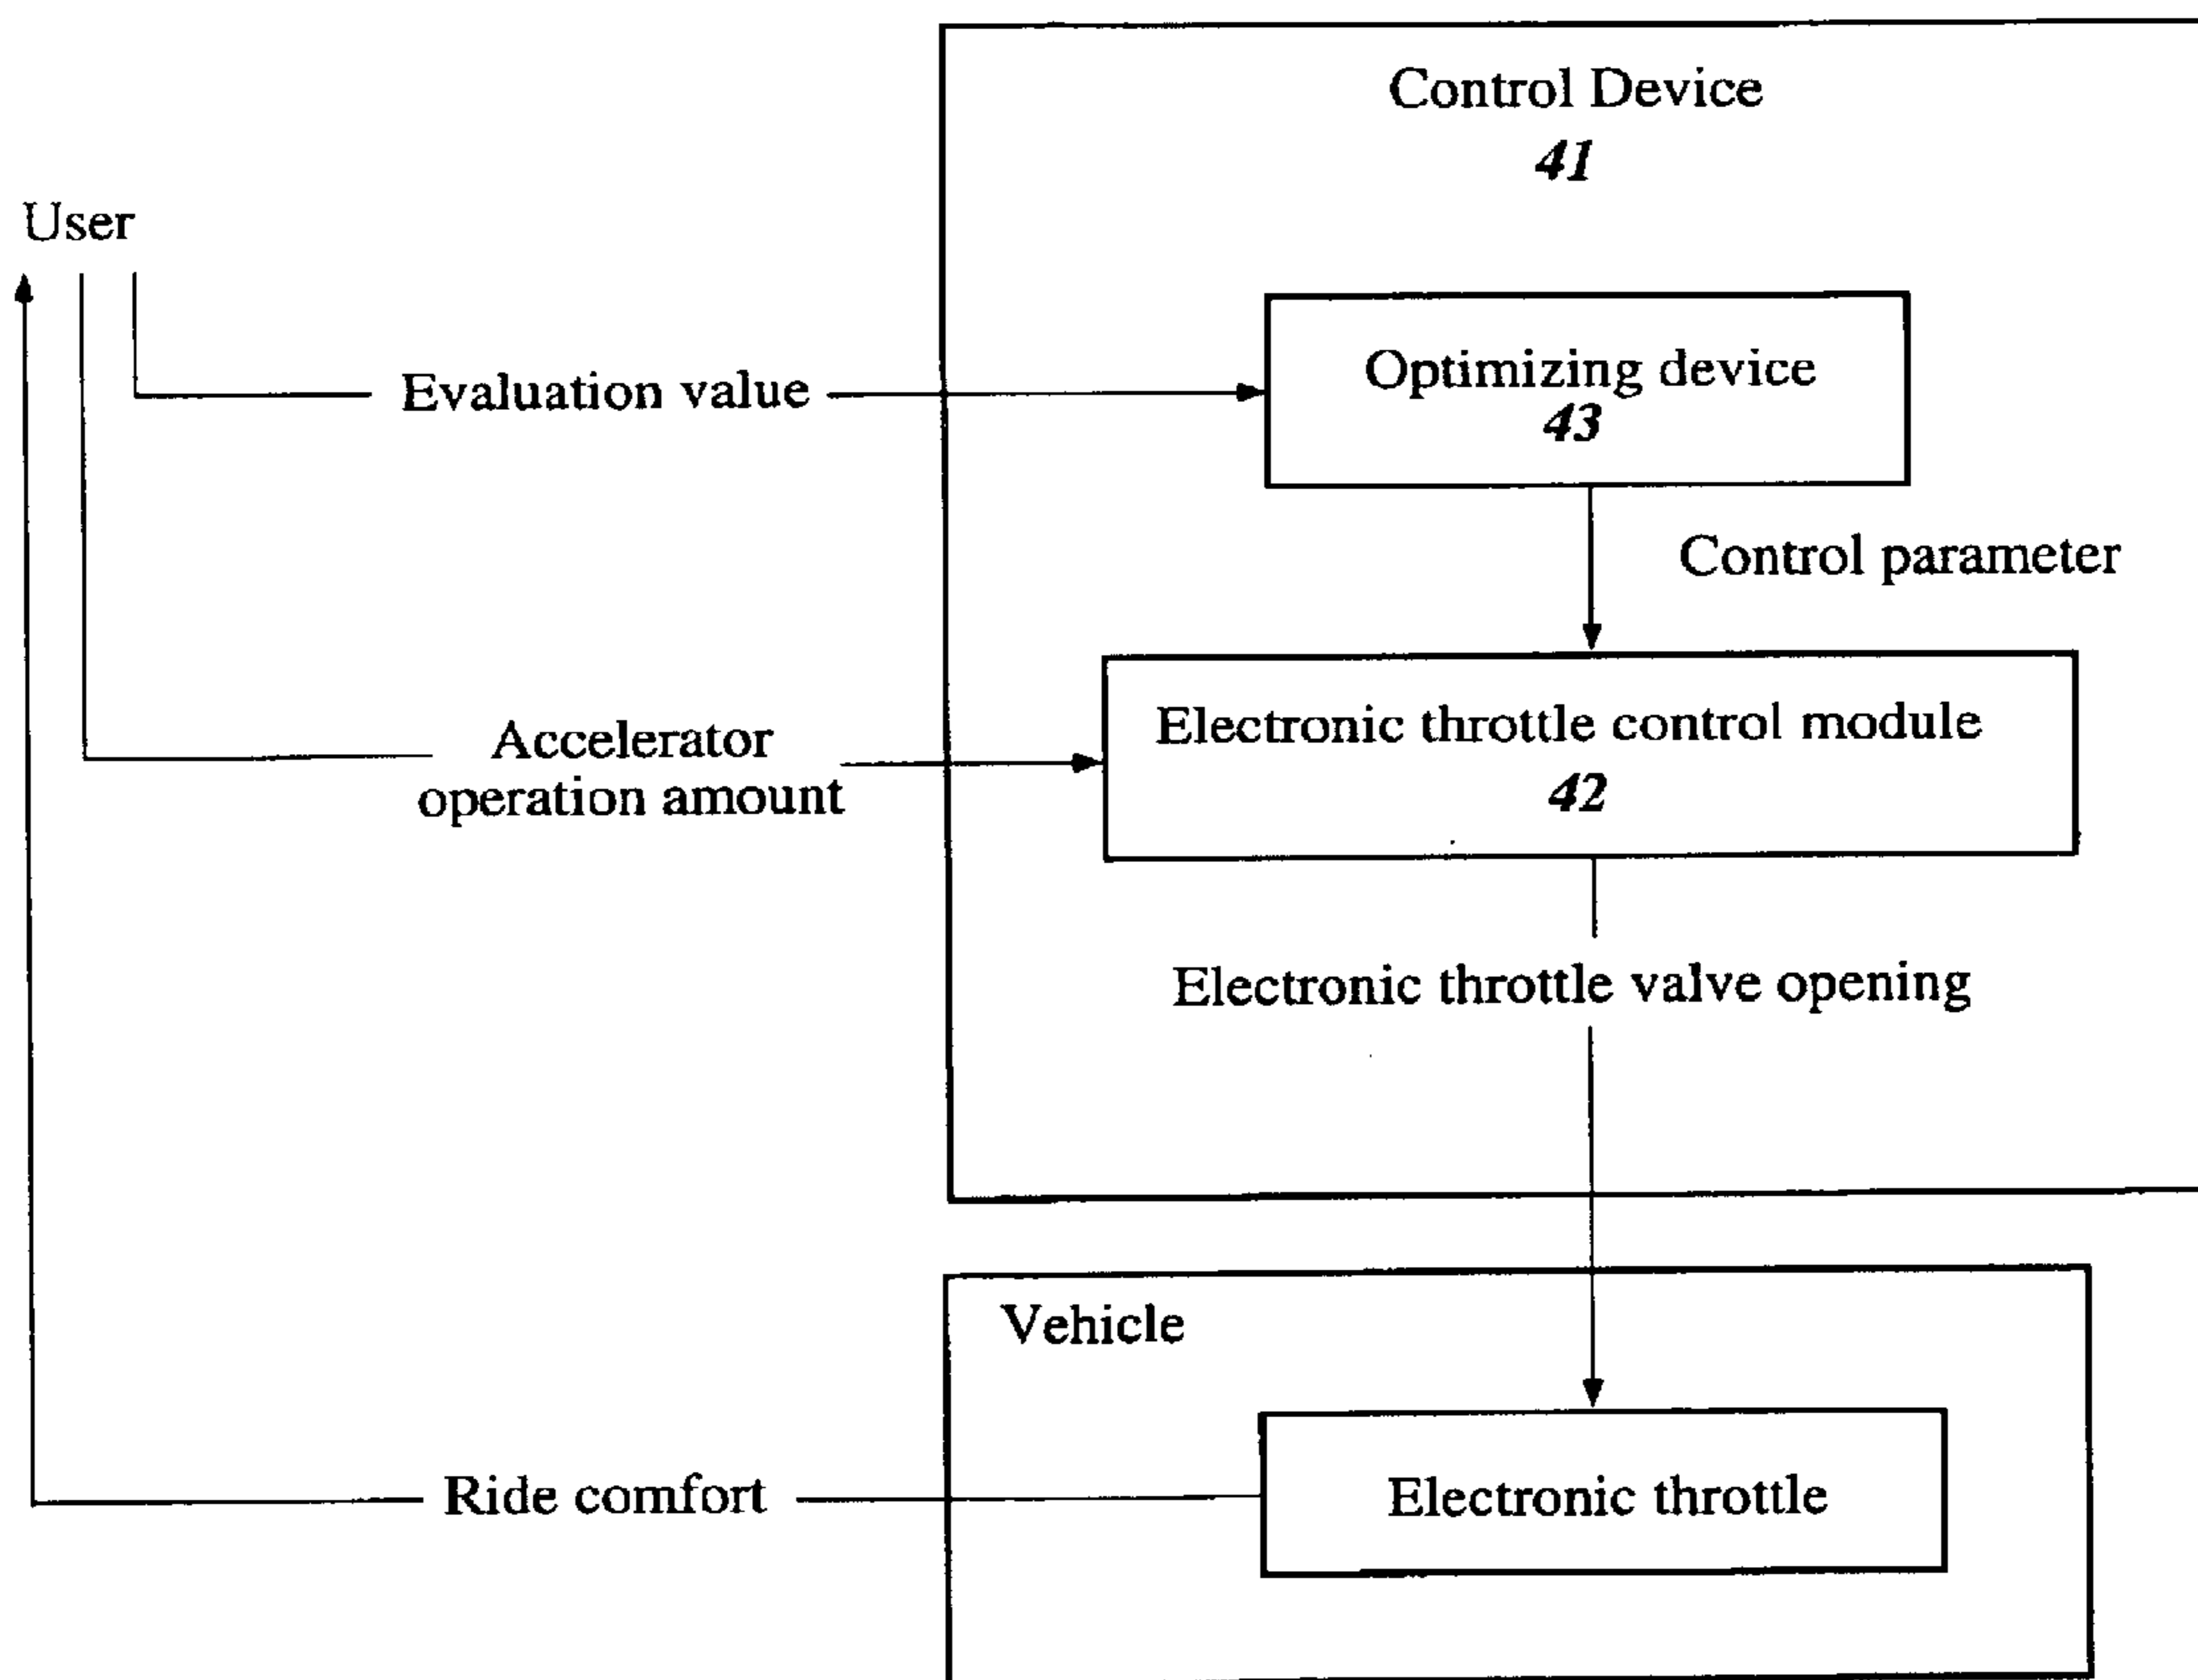 Control Device
41
User
Optimizing device
43
Evaluation value
Control parameter
Electronic throttle control module
42
Accelerator
operation amount
Electronic throttle valve opening
Vehicle
Ride comfort
Electronic throttle